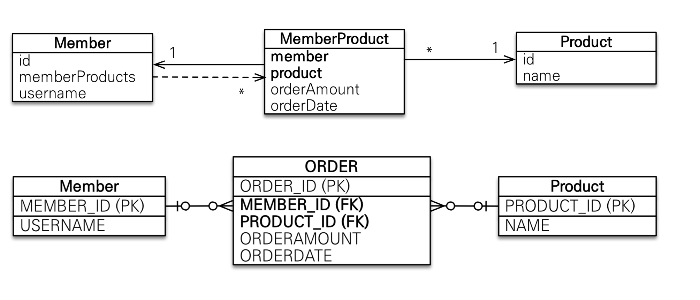 Member
id
memberProducts
username
1
*
MemberProduct
member
product
orderAmount
orderDate
*
1
Product
id
name
Member
MEMBER_ID (PK)
USERNAME
ORDER
ORDER_ID (PK)
MEMBER_ID (FK)
PRODUCT_ID (FK)
ORDERAMOUNT
ORDERDATE
Product
PRODUCT_ID (PK)
NAME